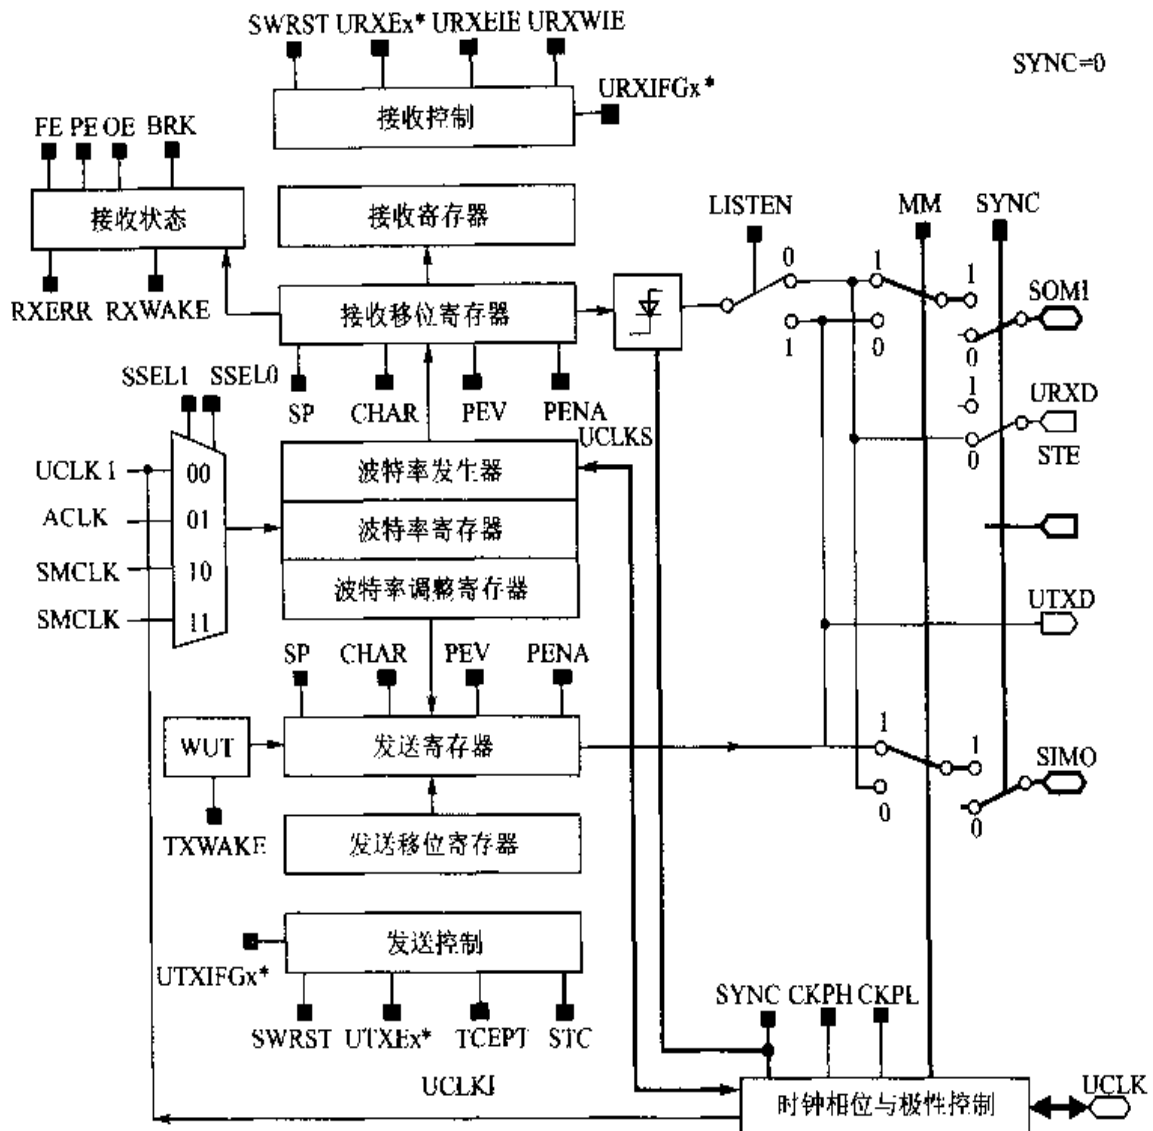 SWRST URXEx* URXEIE URXWIE
SYNC=0
URXIFGx*
接收控制
FE PE OE BRK
接收状态
接收寄存器
LISTEN
MM
SYNC
RXERR RXWAKE
接收移位寄存器
0
1
1
SOMI
1
0
0
SSEL1 SSEL0
SP CHAR PEV PENA
1
URXD
UCLKS
0
STE
UCLK1
00
波特率发生器
ACLK
01
波特率寄存器
SMCLK
10
波特率调整寄存器
SMCLK
11
UTXD
SP CHAR PEV PENA
WUT
发送寄存器
1
1
SIMO
TXWAKE
发送移位寄存器
0
0
发送控制
UTXIFGx*
SYNC CKPH CKPL
SWRST UTXEx* TCEPT STC
UCLKI
时钟相位与极性控制
UCLK